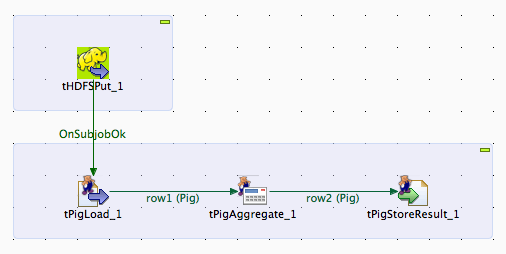 tHDFSPut_1
OnSubjobOk
row1 (Pig)
row2 (Pig)
tPigLoad_1
tPigAggregate_1
tPigStoreResult_1